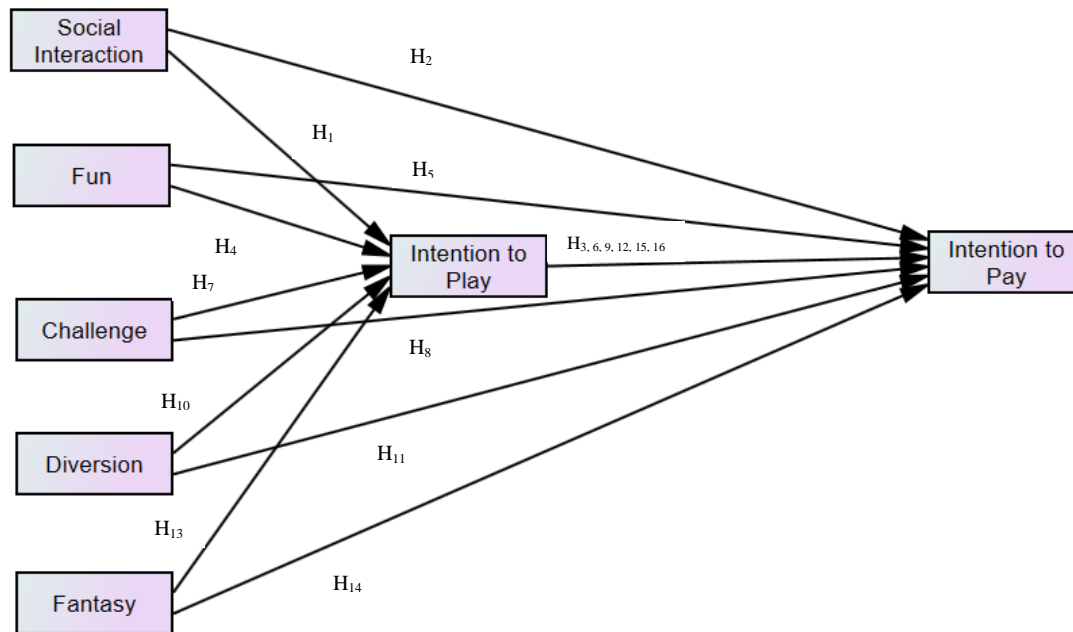 Social
Interaction
H₂
H₁
Fun
H₅
H₄
Intention to
Play
H₃, ₆, ₉, ₁₂, ₁₅, ₁₆
Intention to
Pay
H₇
Challenge
H₈
H₁₀
Diversion
H₁₁
H₁₃
Fantasy
H₁₄